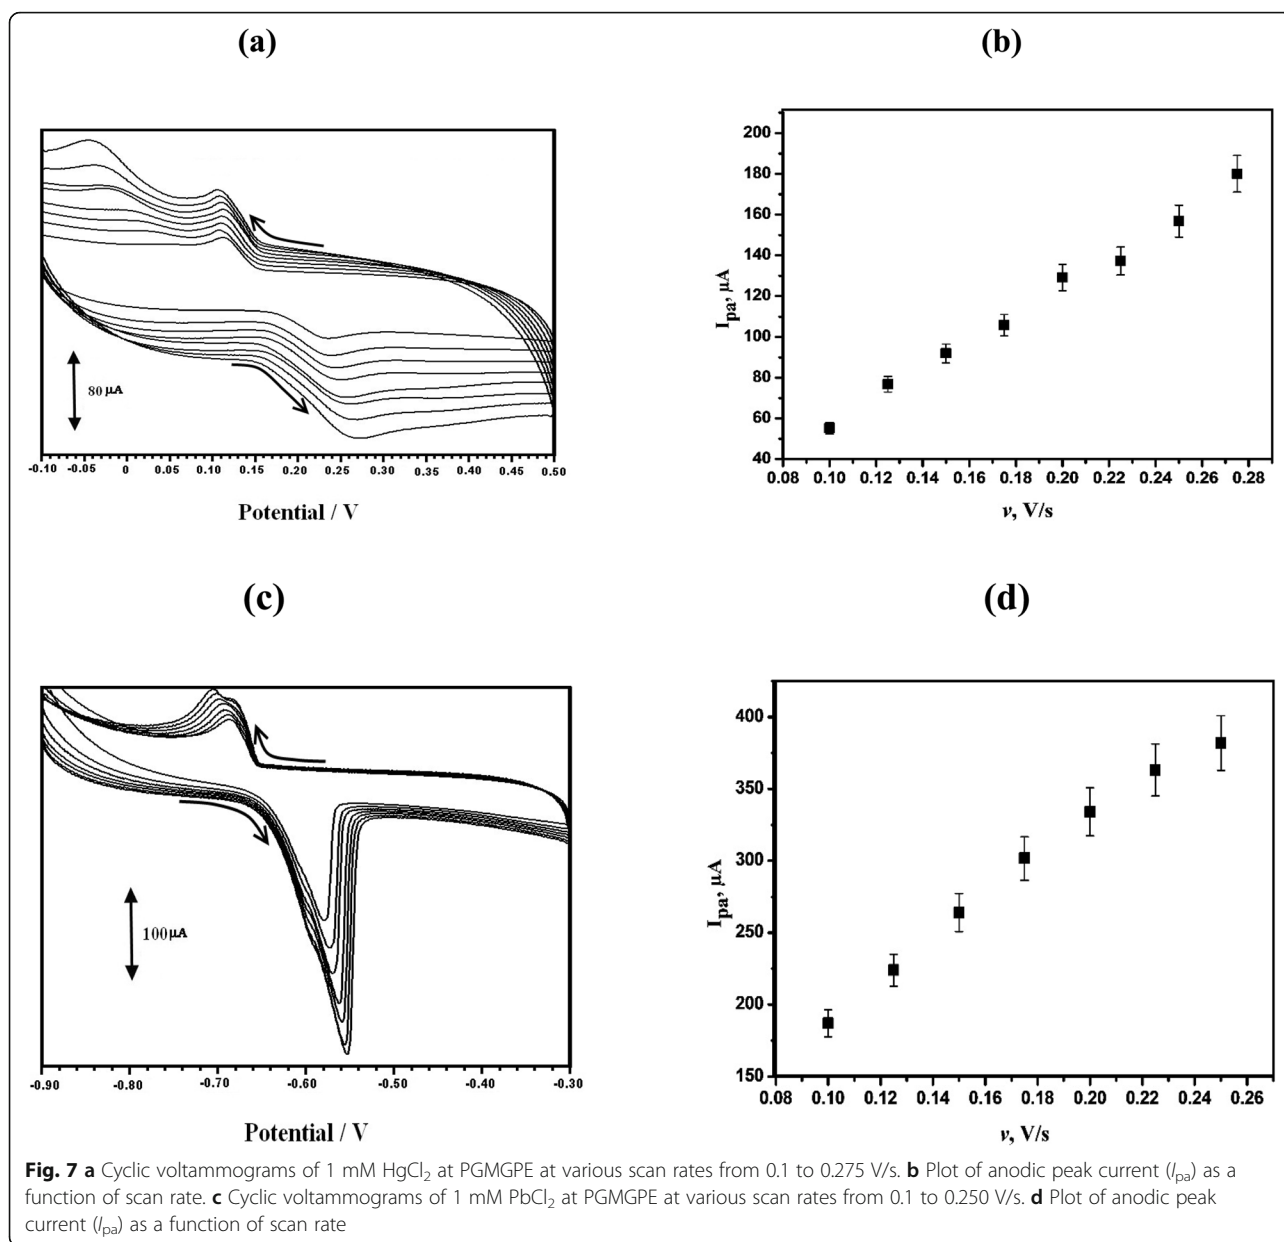 (a)
80 μA
-0.10 -0.05 0 0.05 0.10 0.15 0.20 0.25 0.30 0.35 0.40 0.45 0.50
Potential / V
(b)
200
180
160
140
120
100
80
60
40
I_pa, μA
0.08 0.10 0.12 0.14 0.16 0.18 0.20 0.22 0.24 0.26 0.28
ν, V/s
(c)
100 μA
-0.90 -0.80 -0.70 -0.60 -0.50 -0.40 -0.30
Potential / V
(d)
400
350
300
250
200
150
I_pa, μA
0.08 0.10 0.12 0.14 0.16 0.18 0.20 0.22 0.24 0.26
ν, V/s
Fig. 7 a Cyclic voltammograms of 1 mM HgCl₂ at PGMGPE at various scan rates from 0.1 to 0.275 V/s. b Plot of anodic peak current (I_pa) as a
function of scan rate. c Cyclic voltammograms of 1 mM PbCl₂ at PGMGPE at various scan rates from 0.1 to 0.250 V/s. d Plot of anodic peak
current (I_pa) as a function of scan rate